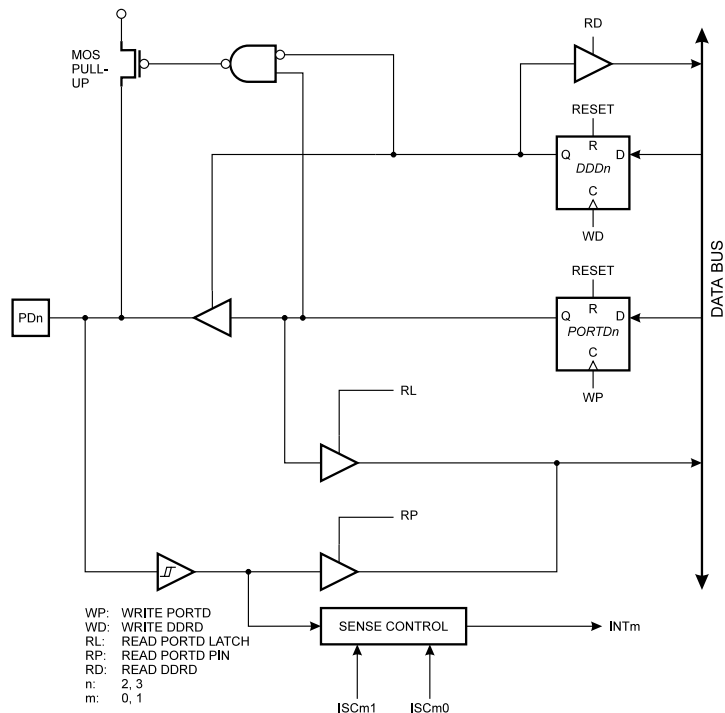 RD
MOS
PULL-
UP
RESET
R
Q
D
DDDn
C
WD
DATA BUS
RESET
R
PDn
Q
D
PORTDn
C
WP
RL
RP
WP: WRITE PORTD
WD: WRITE DDRD
RL: READ PORTD LATCH
RP: READ PORTD PIN
RD: READ DDRD
n: 2, 3
m: 0, 1
SENSE CONTROL
INTm
ISCm1
ISCm0